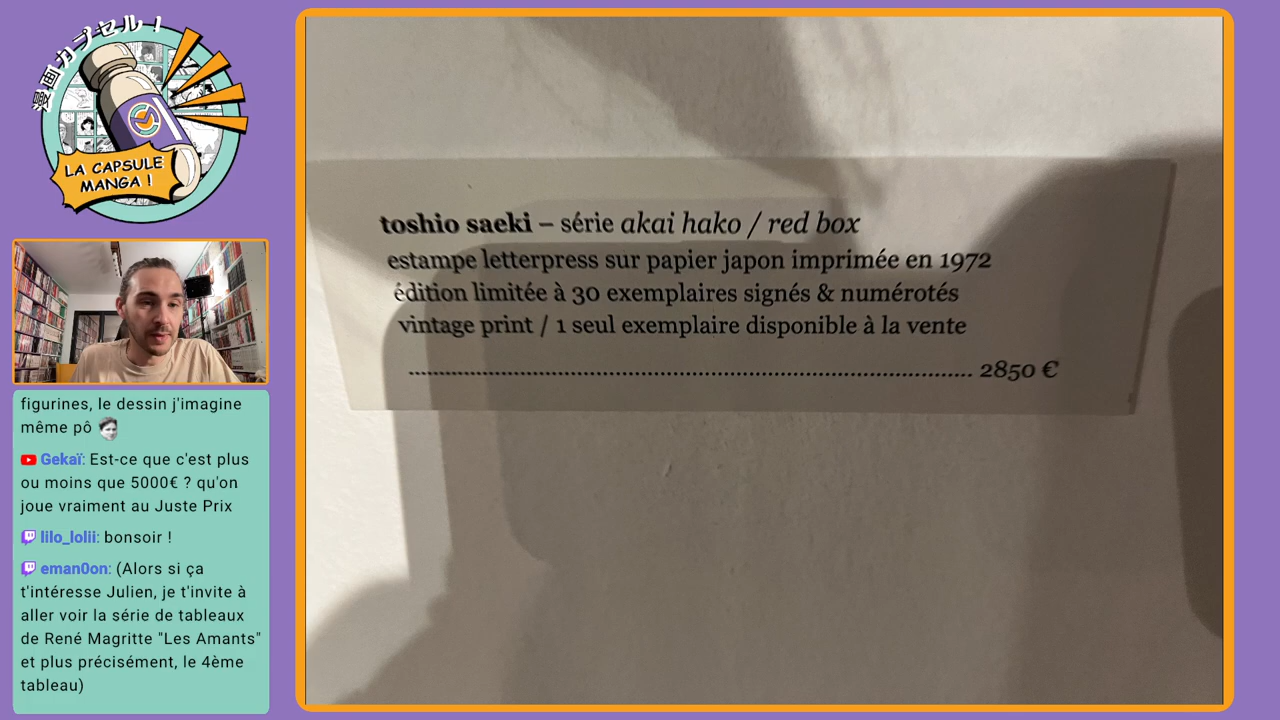 漫画カプセル！
LA CAPSULE
MANGA !
figurines, le dessin j'imagine
même pô
Gekaï: Est-ce que c'est plus
ou moins que 5000€ ? qu'on
joue vraiment au Juste Prix
lilo_lolii: bonsoir !
eman0on: (Alors si ça
t'intéresse Julien, je t'invite à
aller voir la série de tableaux
de René Magritte "Les Amants"
et plus précisément, le 4ème
tableau)
toshio saeki – série akai hako / red box
estampe letterpress sur papier japon imprimée en 1972
édition limitée à 30 exemplaires signés & numérotés
vintage print / 1 seul exemplaire disponible à la vente
........................................................................................ 2850 €